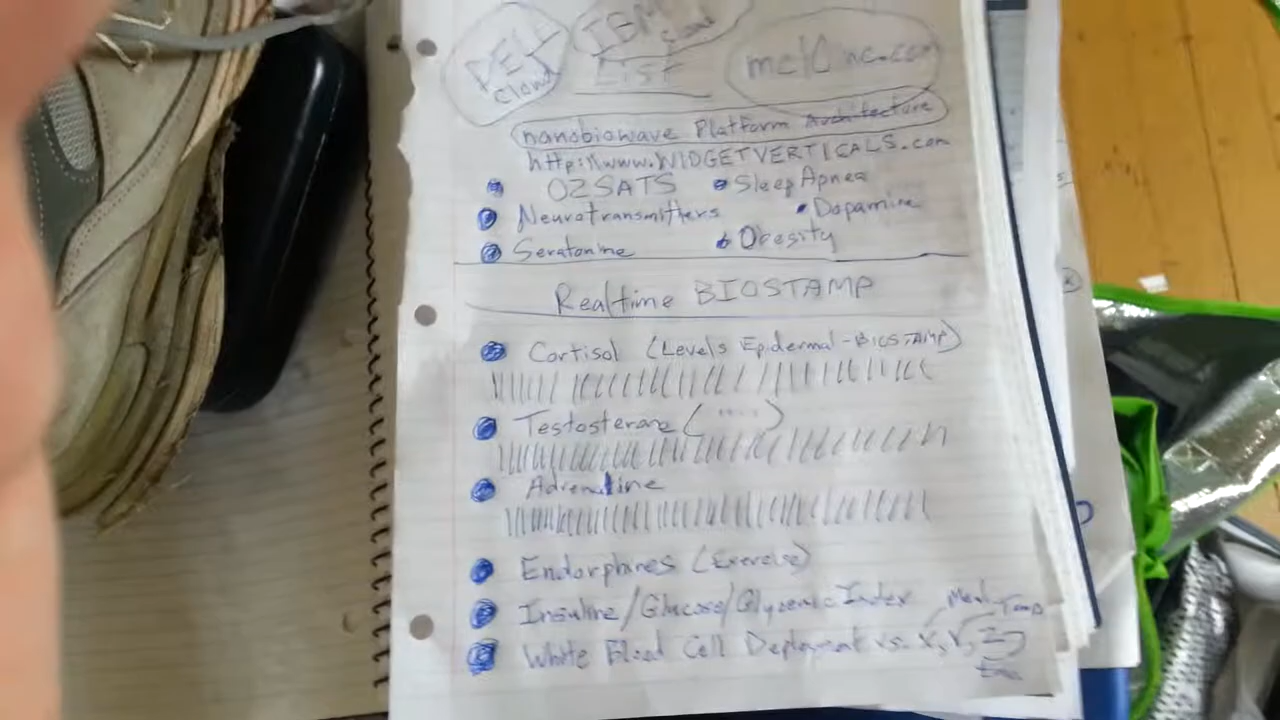 DELL cloud
IBM cloud
List
nanobiowave Platform Architecture
http://www.WIDGETVERTICALS.com
O2SATS • Sleep Apnea
Neurotransmitters • Dopamine
Seratonine • Obesity
Realtime BIOSTAMP
Cortisol (Levels Epidermal-BIOSTAMP)
Testosterone (.....)
Adrenaline
Endorphines (Exercise)
Insuline/Glucose/Glycemic Index Meal Temp
White Blood Cell Deployment vs. X, Y, Z